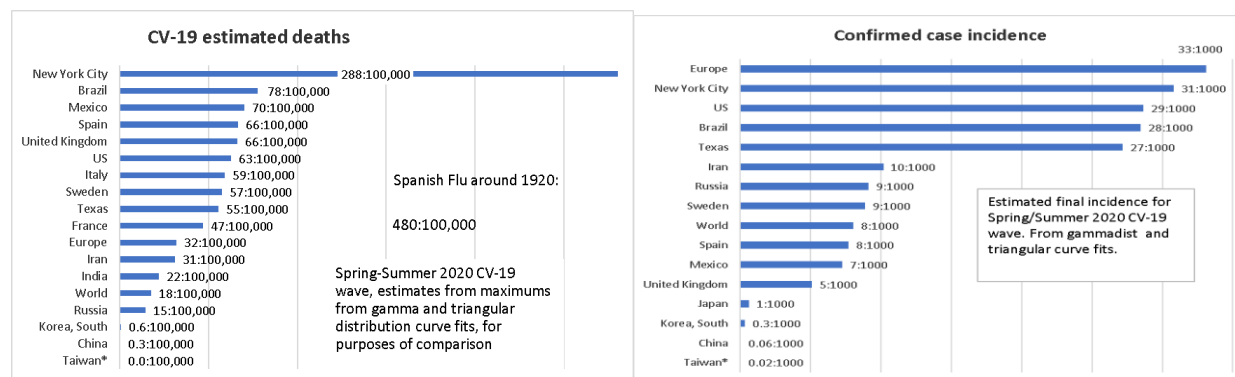 CV-19 estimated deaths
New York City 288:100,000
Brazil 78:100,000
Mexico 70:100,000
Spain 66:100,000
United Kingdom 66:100,000
US 63:100,000
Italy 59:100,000
Sweden 57:100,000
Texas 55:100,000
France 47:100,000
Europe 32:100,000
Iran 31:100,000
India 22:100,000
World 18:100,000
Russia 15:100,000
Korea, South 0.6:100,000
China 0.3:100,000
Taiwan* 0.0:100,000
Spanish Flu around 1920:
480:100,000
Spring-Summer 2020 CV-19
wave, estimates from maximums
from gamma and triangular
distribution curve fits, for
purposes of comparison
Confirmed case incidence
Europe 33:1000
New York City 31:1000
US 29:1000
Brazil 28:1000
Texas 27:1000
Iran 10:1000
Russia 9:1000
Sweden 9:1000
World 8:1000
Spain 8:1000
Mexico 7:1000
United Kingdom 5:1000
Japan 1:1000
Korea, South 0.3:1000
China 0.06:1000
Taiwan* 0.02:1000
Estimated final incidence for
Spring/Summer 2020 CV-19
wave. From gammadist and
triangular curve fits.